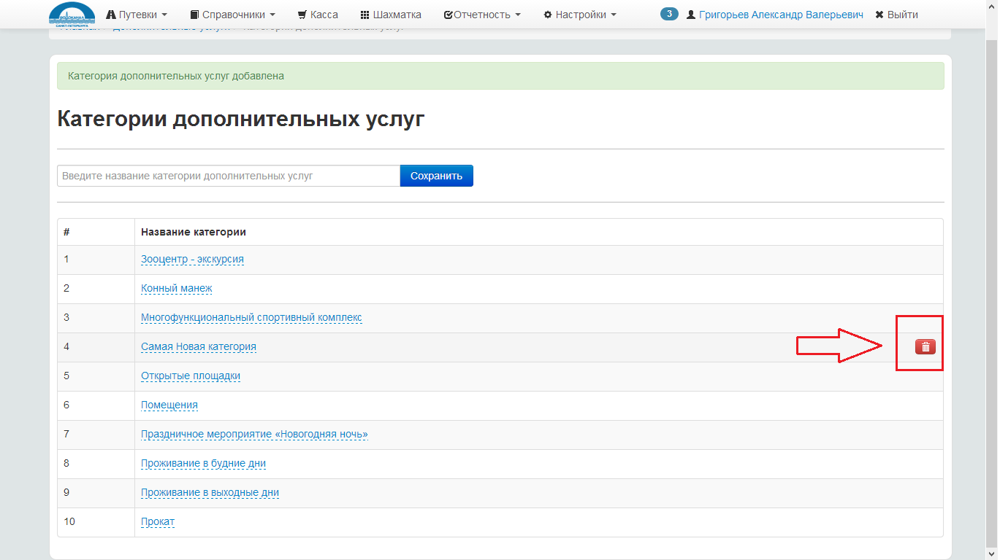 ВОДОКАНАЛ
САНКТ-ПЕТЕРБУРГА
Путевки
Справочники
Касса
Шахматка
Отчетность
Настройки
3
Григорьев Александр Валерьевич
Выйти
Категория дополнительных услуг добавлена
Категории дополнительных услуг
Введите название категории дополнительных услуг
Сохранить
# Название категории
1 Зооцентр - экскурсия
2 Конный манеж
3 Многофункциональный спортивный комплекс
4 Самая Новая категория
5 Открытые площадки
6 Помещения
7 Праздничное мероприятие «Новогодняя ночь»
8 Проживание в будние дни
9 Проживание в выходные дни
10 Прокат